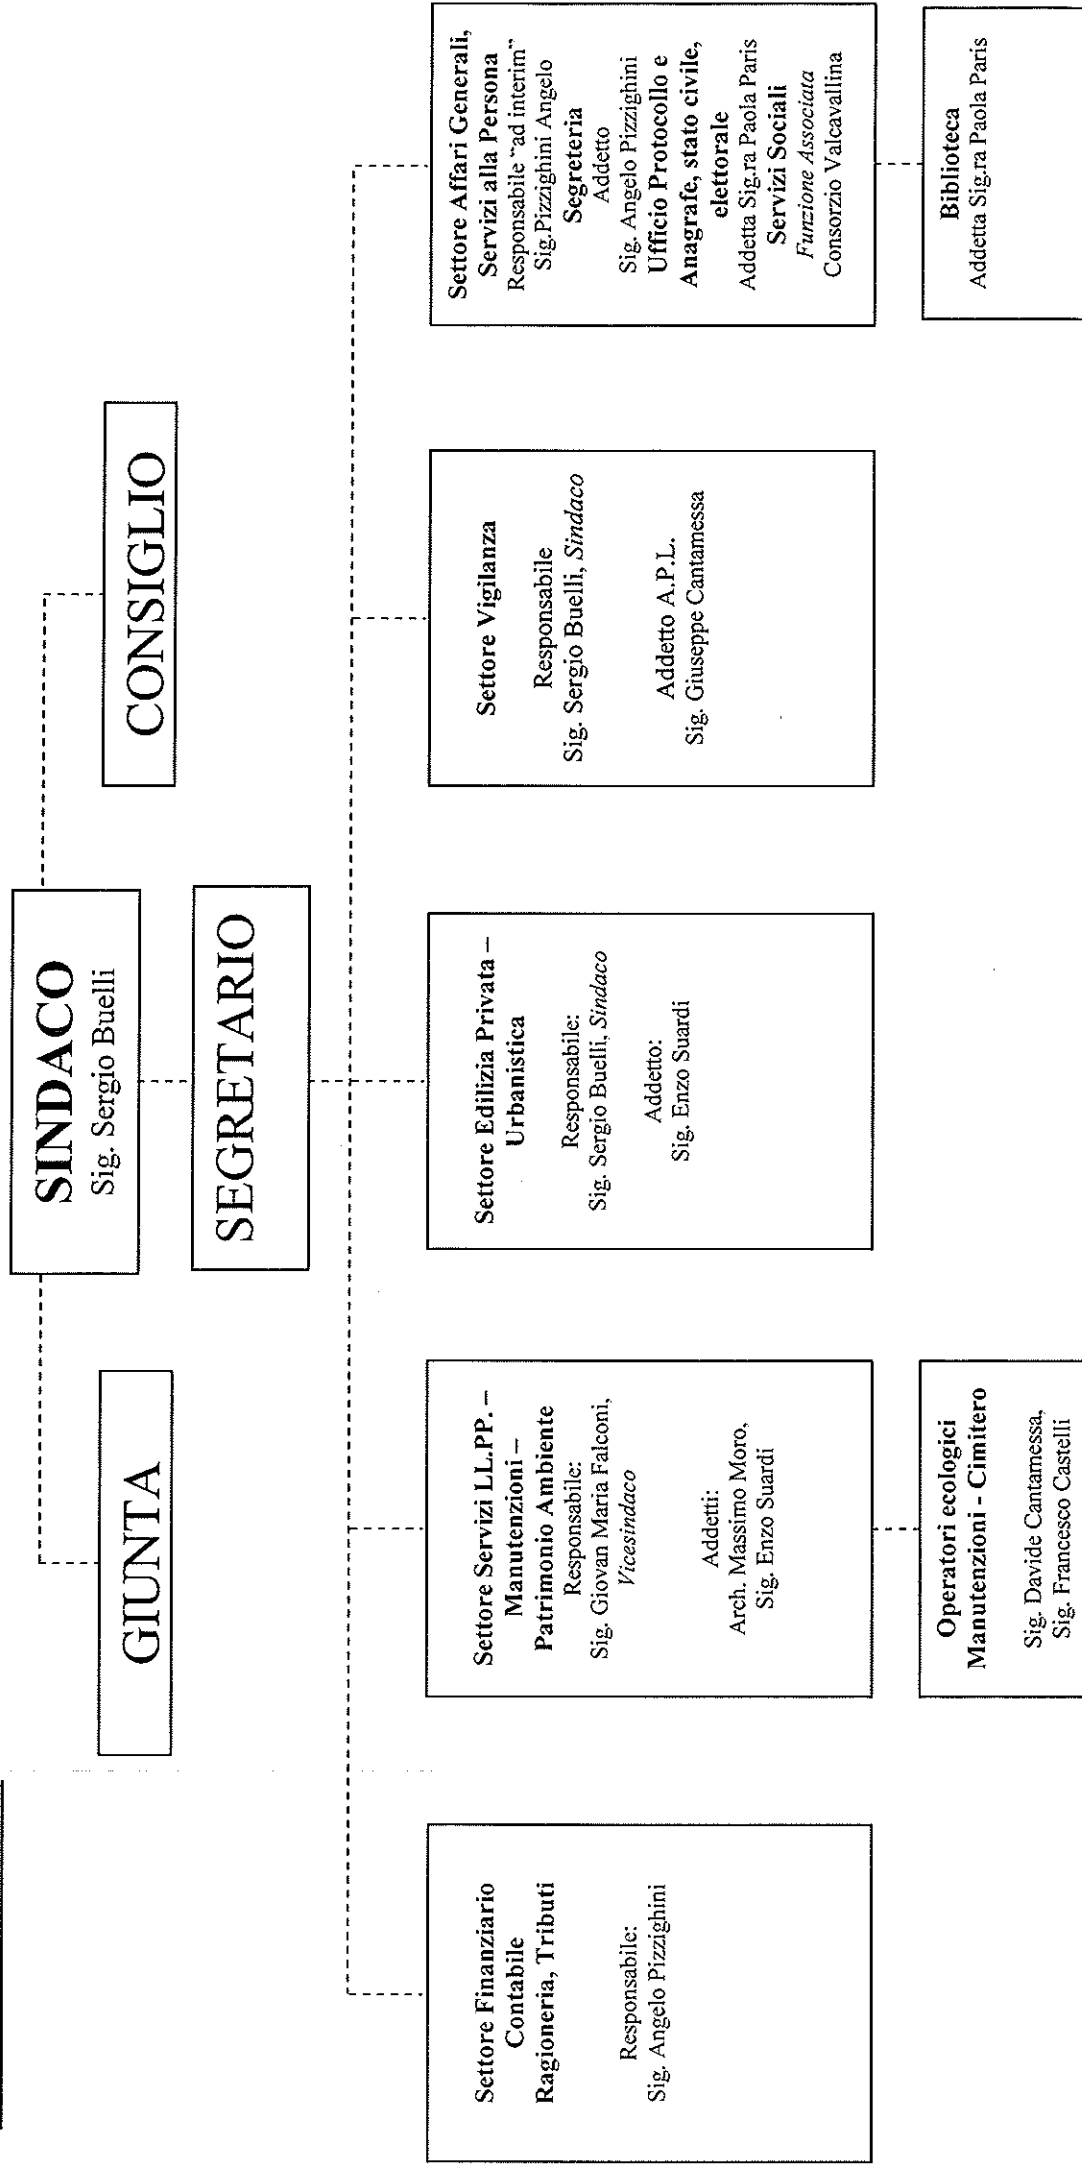 SINDACO
Sig. Sergio Buelli
GIUNTA
CONSIGLIO
SEGRETARIO
Settore Finanziario
Contabile
Ragioneria, Tributi
Responsabile:
Sig. Angelo Pizzighini
Settore Servizi LL.PP. –
Manutenzioni –
Patrimonio Ambiente
Responsabile:
Sig. Giovan Maria Falconi,
Vicesindaco
Addetti:
Arch. Massimo Moro,
Sig. Enzo Suardi
Operatori ecologici
Manutenzioni - Cimitero
Sig. Davide Cantamessa,
Sig. Francesco Castelli
Settore Edilizia Privata –
Urbanistica
Responsabile:
Sig. Sergio Buelli, Sindaco
Addetto:
Sig. Enzo Suardi
Settore Vigilanza
Responsabile
Sig. Sergio Buelli, Sindaco
Addetto A.P.L.
Sig. Giuseppe Cantamessa
Settore Affari Generali,
Servizi alla Persona
Responsabile "ad interim"
Sig.Pizzighini Angelo
Segreteria
Addetto
Sig. Angelo Pizzighini
Ufficio Protocollo e
Anagrafe, stato civile,
elettorale
Addetta Sig.ra Paola Paris
Servizi Sociali
Funzione Associata
Consorzio Valcavallina
Biblioteca
Addetta Sig.ra Paola Paris